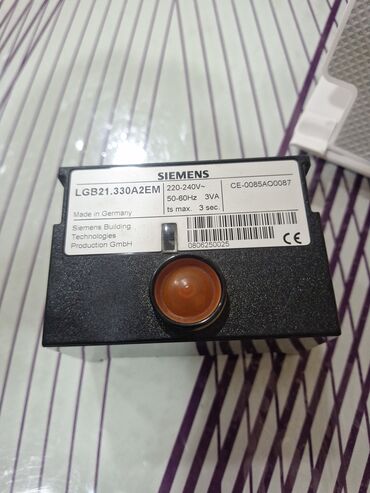 SIEMENS
LGB21.330A2EM
220-240V~
50-60Hz 3VA
ts max. 3 sec.
CE-0085AO0087
Made in Germany
Siemens Building
Technologies
Production GmbH
0806250025
CE